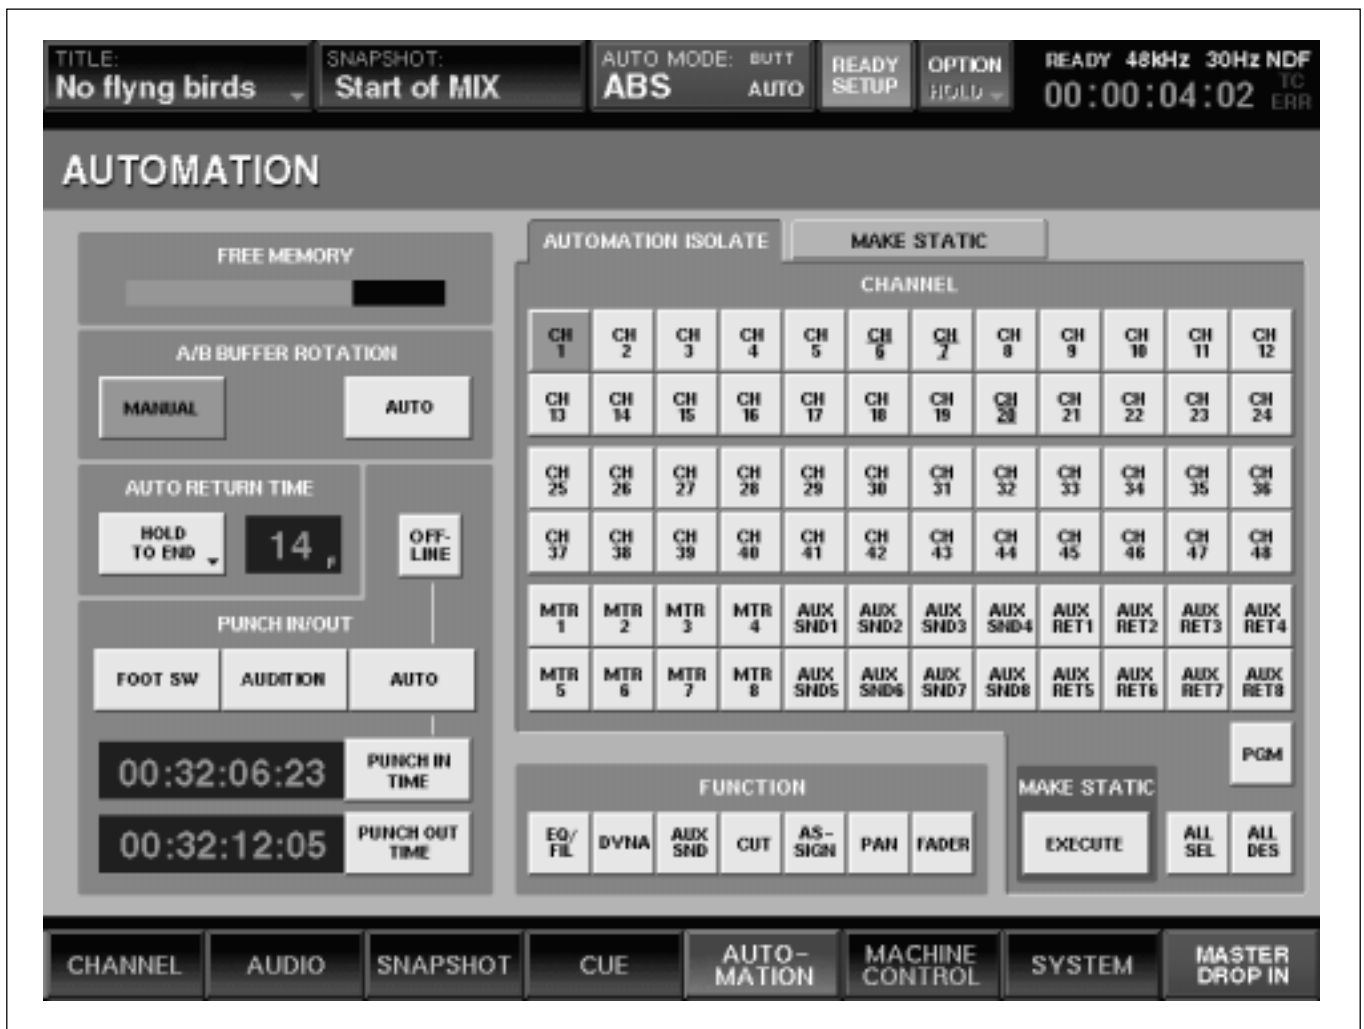 TITLE:
No flyng birds
SNAPSHOT:
Start of MIX
AUTO MODE: BUTT
ABS AUTO
READY
SETUP
OPTION
HOLD
READY 48kHz 30Hz NDF
00:00:04:02 TC
ERR
AUTOMATION
FREE MEMORY
A/B BUFFER ROTATION
MANUAL
AUTO
AUTO RETURN TIME
HOLD
TO END
14 F
OFF-
LINE
PUNCH IN/OUT
FOOT SW
AUDITION
AUTO
00:32:06:23
PUNCH IN
TIME
00:32:12:05
PUNCH OUT
TIME
AUTOMATION ISOLATE
MAKE STATIC
CHANNEL
CH CH CH CH CH CH CH CH CH CH CH CH
1 2 3 4 5 6 7 8 9 10 11 12
CH CH CH CH CH CH CH CH CH CH CH CH
13 14 15 16 17 18 19 20 21 22 23 24
CH CH CH CH CH CH CH CH CH CH CH CH
25 26 27 28 29 30 31 32 33 34 35 36
CH CH CH CH CH CH CH CH CH CH CH CH
37 38 39 40 41 42 43 44 45 46 47 48
MTR MTR MTR MTR AUX AUX AUX AUX AUX AUX AUX AUX
1 2 3 4 SND1 SND2 SND3 SND4 RET1 RET2 RET3 RET4
MTR MTR MTR MTR AUX AUX AUX AUX AUX AUX AUX AUX
5 6 7 8 SND5 SND6 SND7 SND8 RET5 RET6 RET7 RET8
PGM
FUNCTION
EQ/
FIL
DYNA
AUX
SND
CUT
AS-
SIGN
PAN
FADER
MAKE STATIC
EXECUTE
ALL
SEL
ALL
DES
CHANNEL
AUDIO
SNAPSHOT
CUE
AUTO-
MATION
MACHINE
CONTROL
SYSTEM
MASTER
DROP IN